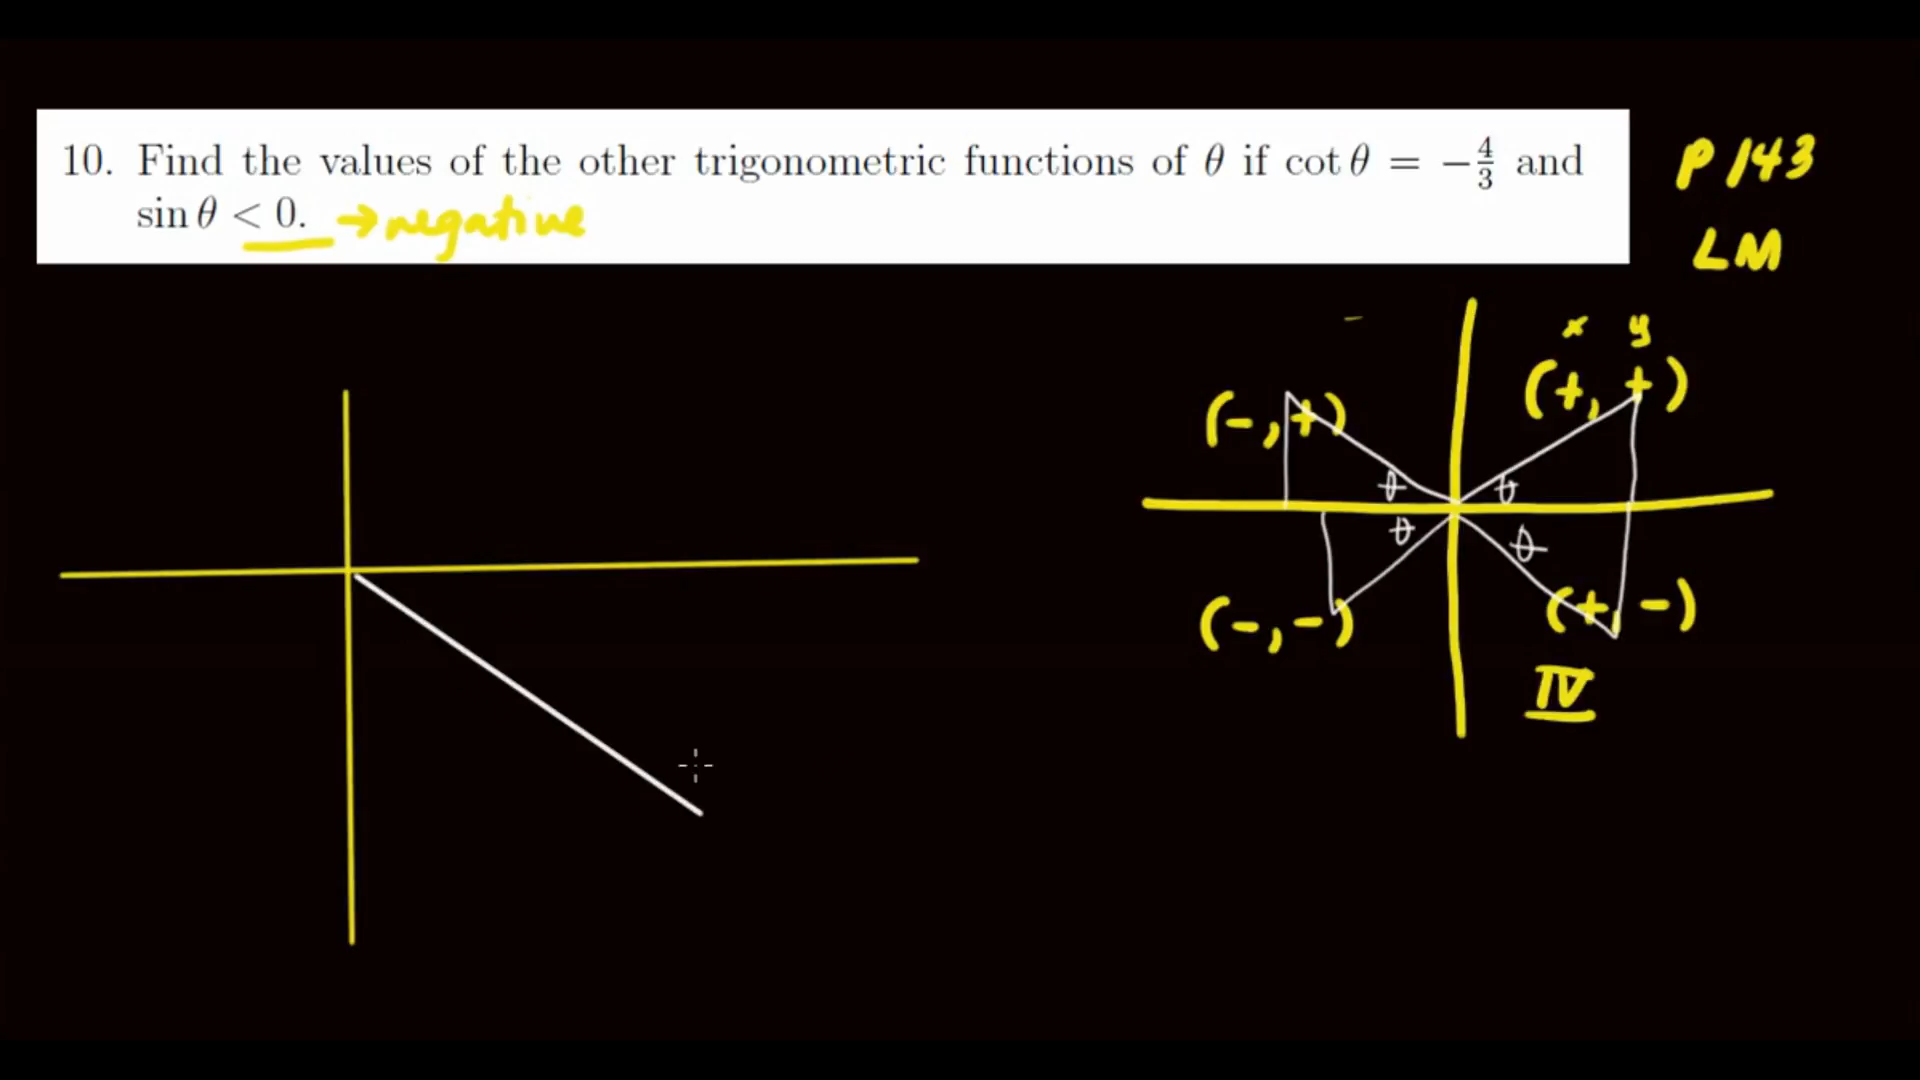 10. Find the values of the other trigonometric functions of θ if cot θ = −4/3 and
sin θ < 0. → negative
P 143
LM
x y
(-,+) (+,+)
θ θ
θ θ
(-,-) (+,-)
IV